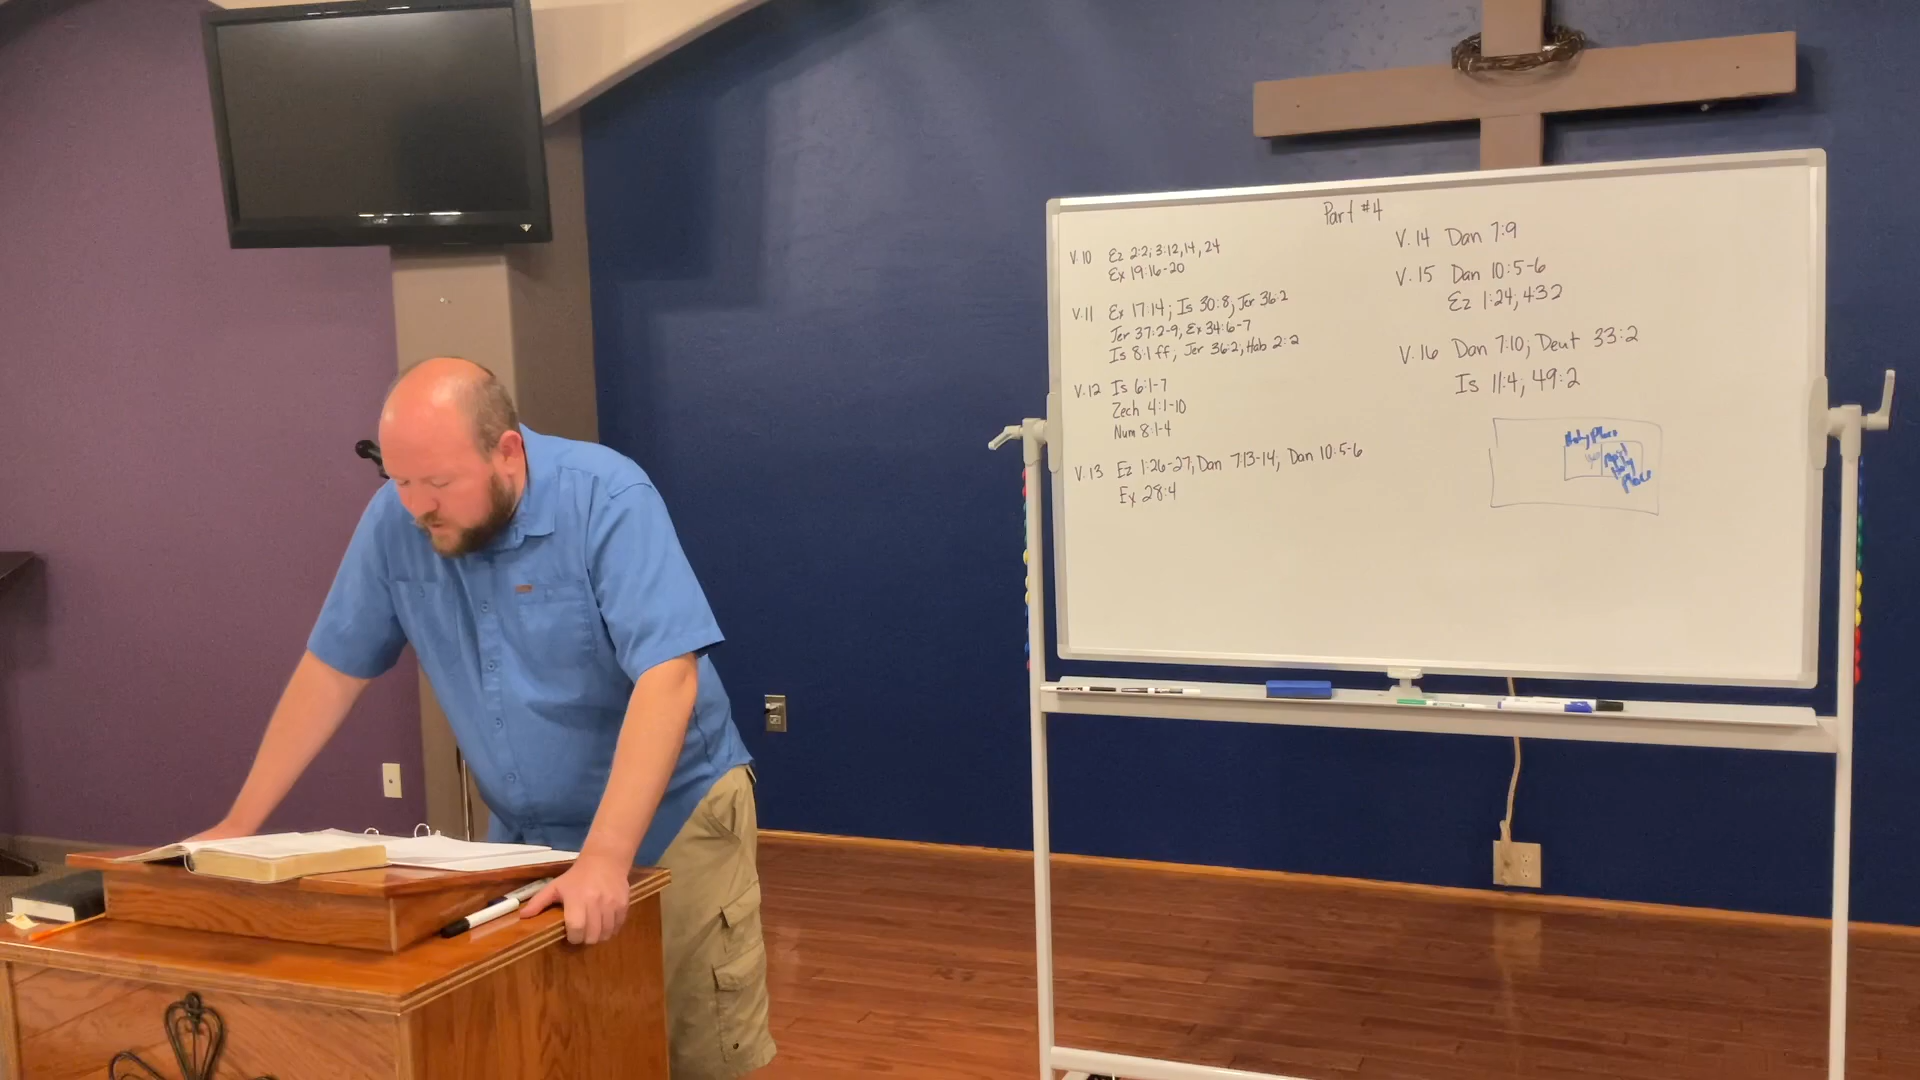 Part #4
V.10 Ez 2:2; 3:12,14, 24
Ex 19:16-20
V.11 Ex 17:14; Is 30:8; Jer 36:2
Jer 37:2-9, Ex 34:6-7
Is 8:1 ff, Jer 36:2; Hab 2:2
V.12 Is 6:1-7
Zech 4:1-10
Num 8:1-4
V.13 Ez 1:26-27, Dan 7:13-14; Dan 10:5-6
Ex 28:4
V.14 Dan 7:9
V.15 Dan 10:5-6
Ez 1:24; 43:2
V.16 Dan 7:10; Deut 33:2
Is 11:4; 49:2
Holy Place
Holy
Place